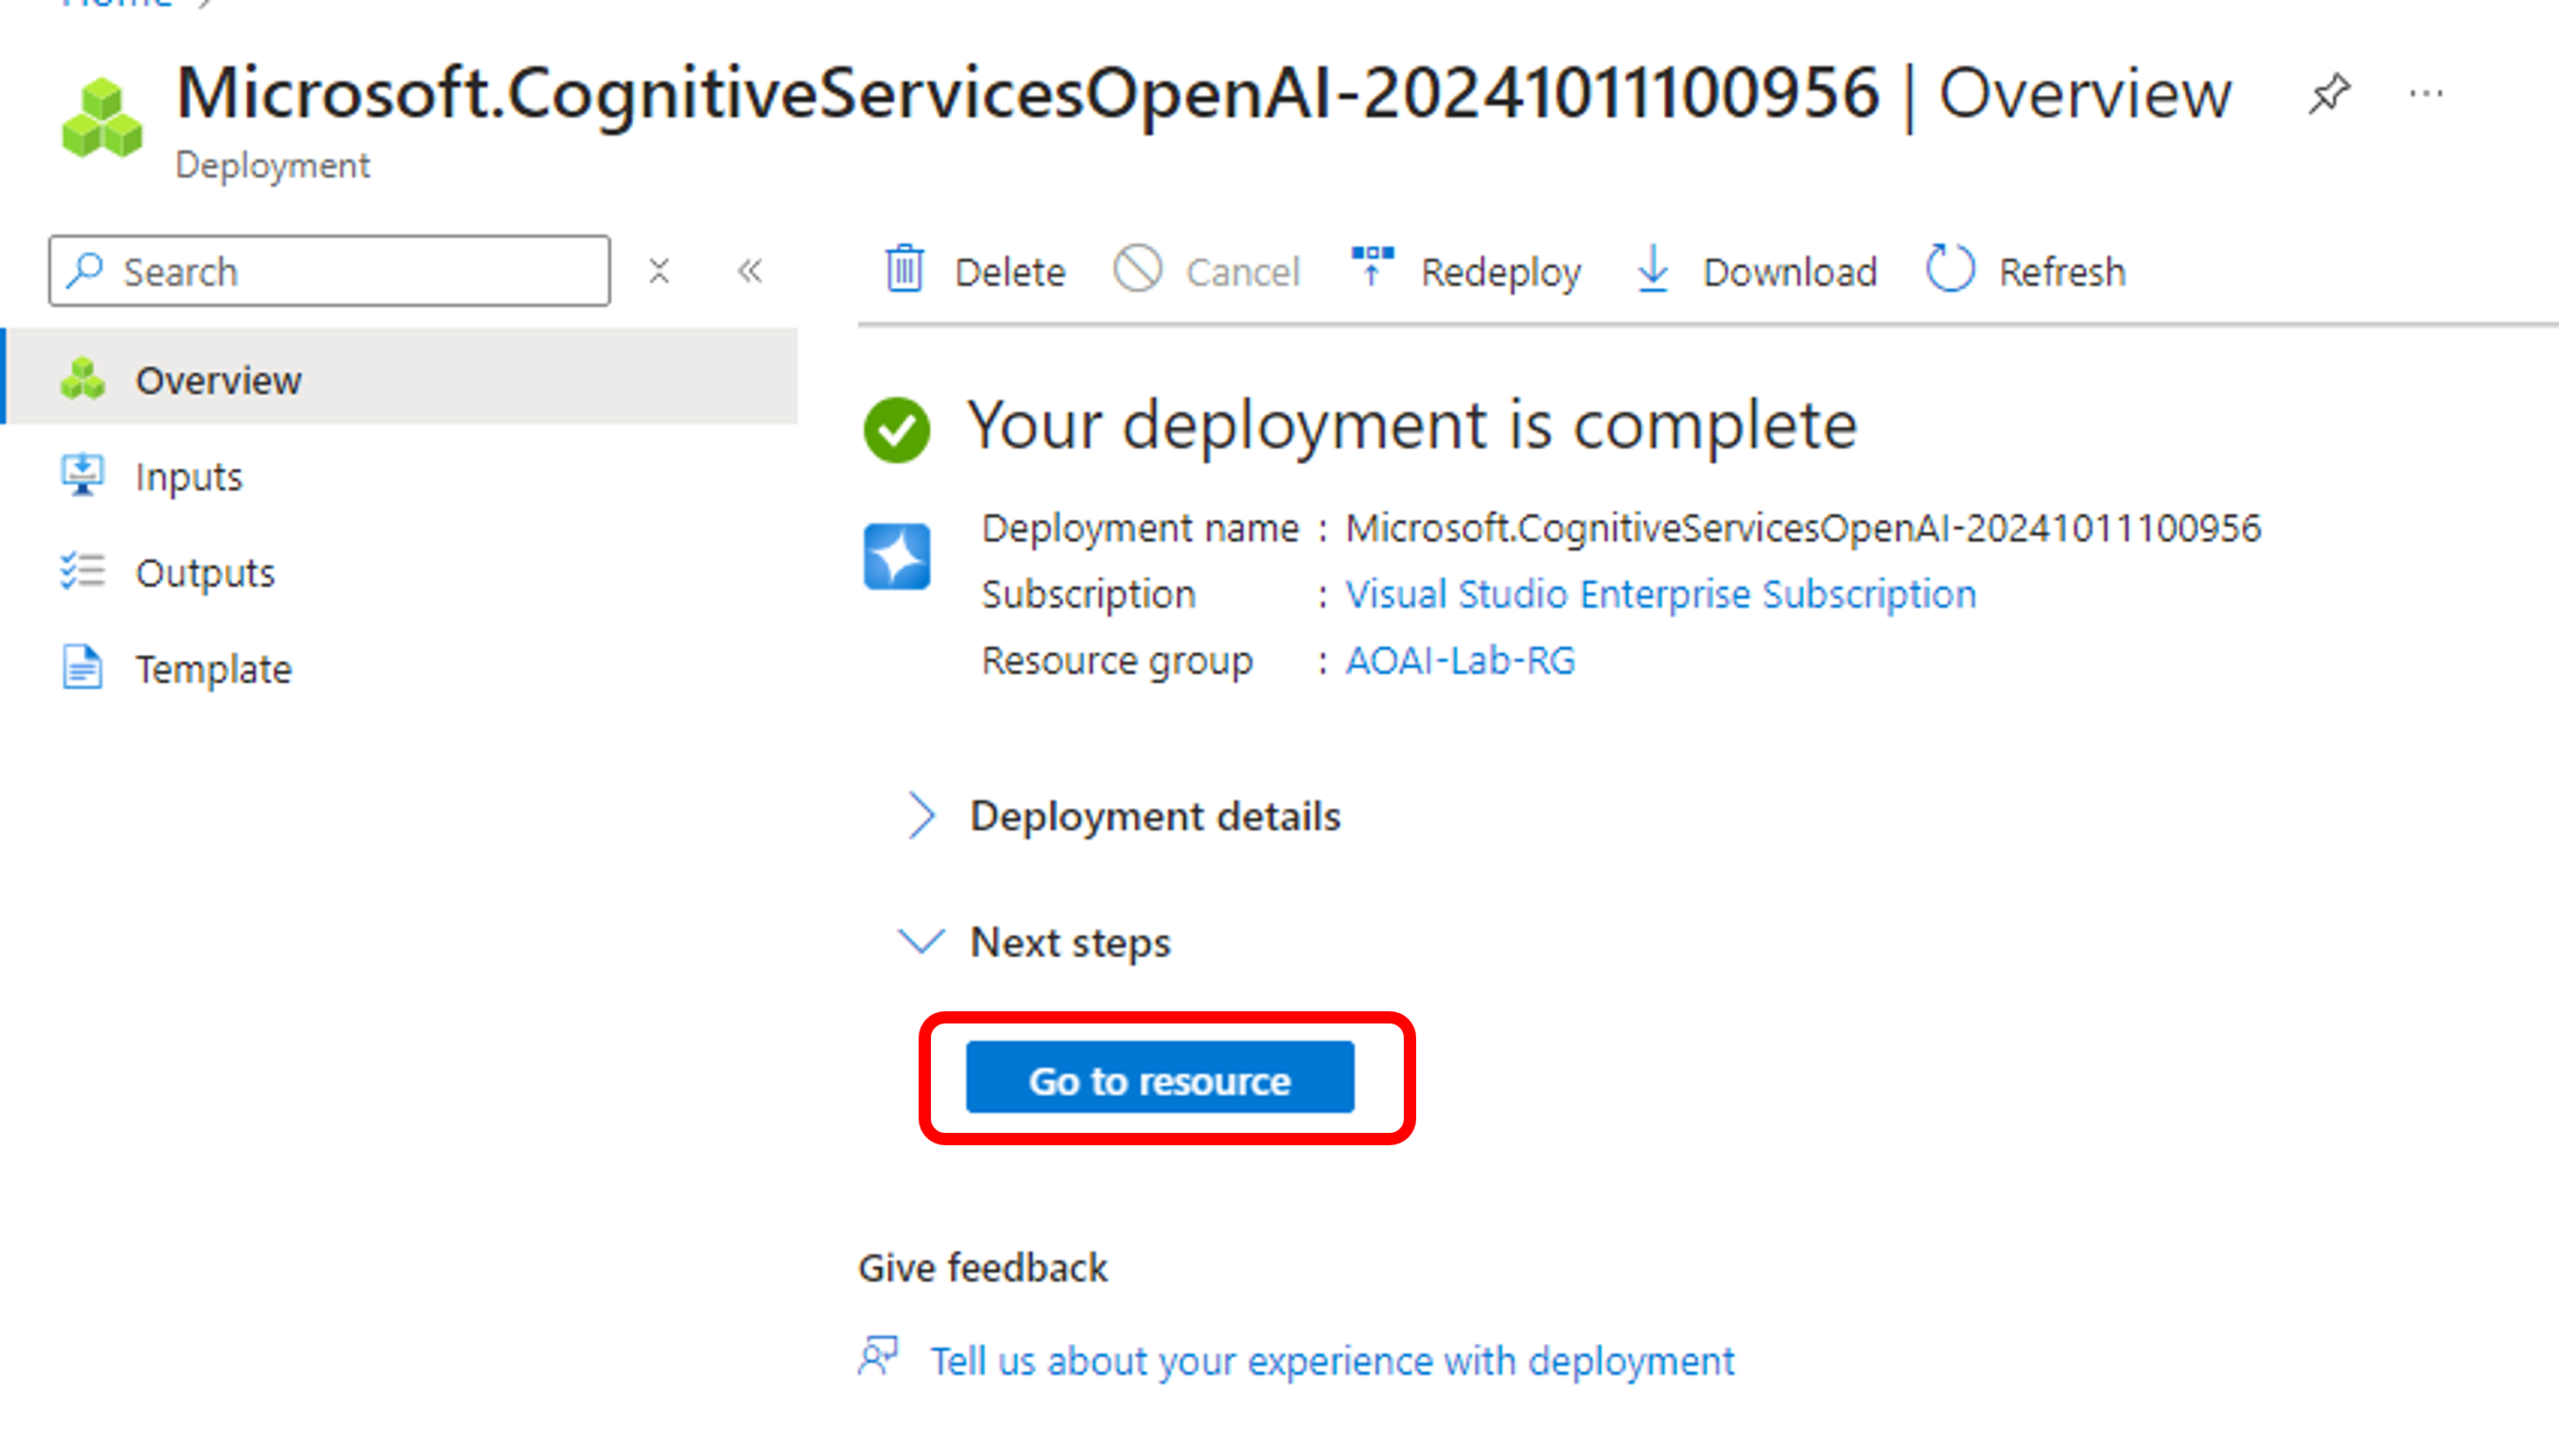 Home
Microsoft.CognitiveServicesOpenAI-20241011100956 | Overview
Deployment
Search
Delete
Cancel
Redeploy
Download
Refresh
Overview
Inputs
Outputs
Template
Your deployment is complete
Deployment name : Microsoft.CognitiveServicesOpenAI-20241011100956
Subscription : Visual Studio Enterprise Subscription
Resource group : AOAI-Lab-RG
Deployment details
Next steps
Go to resource
Give feedback
Tell us about your experience with deployment